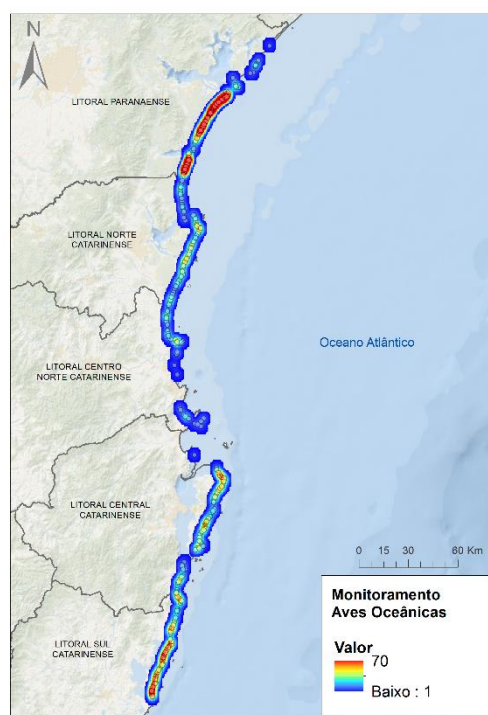 N
LITORAL PARANAENSE
LITORAL NORTE
CATARINENSE
Oceano Atlântico
LITORAL CENTRO
NORTE CATARINENSE
LITORAL CENTRAL
CATARINENSE
0 15 30 60 Km
LITORAL SUL
CATARINENSE
Monitoramento
Aves Oceânicas
Valor
70
Baixo : 1